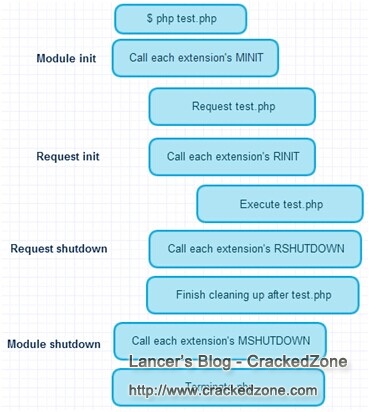 $ php test.php
Module init
Call each extension's MINIT
Request test.php
Request init
Call each extension's RINIT
Execute test.php
Request shutdown
Call each extension's RSHUTDOWN
Finish cleaning up after test.php
Module shutdown
Call each extension's MSHUTDOWN
Lancer's Blog - CrackedZone
Terminate php
http://www.crackedzone.com